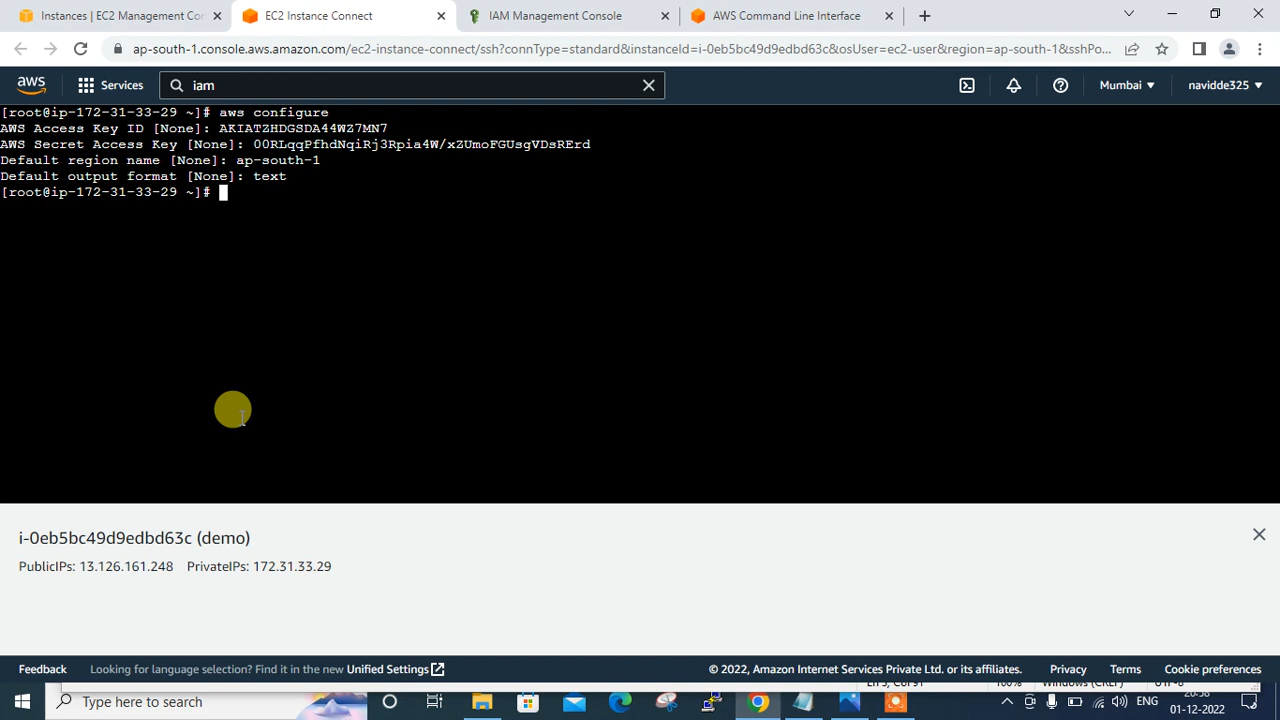 Instances | EC2 Management Con
EC2 Instance Connect
IAM Management Console
AWS Command Line Interface
ap-south-1.console.aws.amazon.com/ec2-instance-connect/ssh?connType=standard&instanceId=i-0eb5bc49d9edbd63c&osUser=ec2-user&region=ap-south-1&sshPo...
aws
Services
iam
Mumbai
navidde325
[root@ip-172-31-33-29 ~]# aws configure
AWS Access Key ID [None]: AKIATZHDGSDA44WZ7MN7
AWS Secret Access Key [None]: 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
Default region name [None]: ap-south-1
Default output format [None]: text
[root@ip-172-31-33-29 ~]#
i-0eb5bc49d9edbd63c (demo)
PublicIPs: 13.126.161.248 PrivateIPs: 172.31.33.29
Feedback
Looking for language selection? Find it in the new Unified Settings
© 2022, Amazon Internet Services Private Ltd. or its affiliates.
Privacy
Terms
Cookie preferences
Type here to search
ENG
01-12-2022